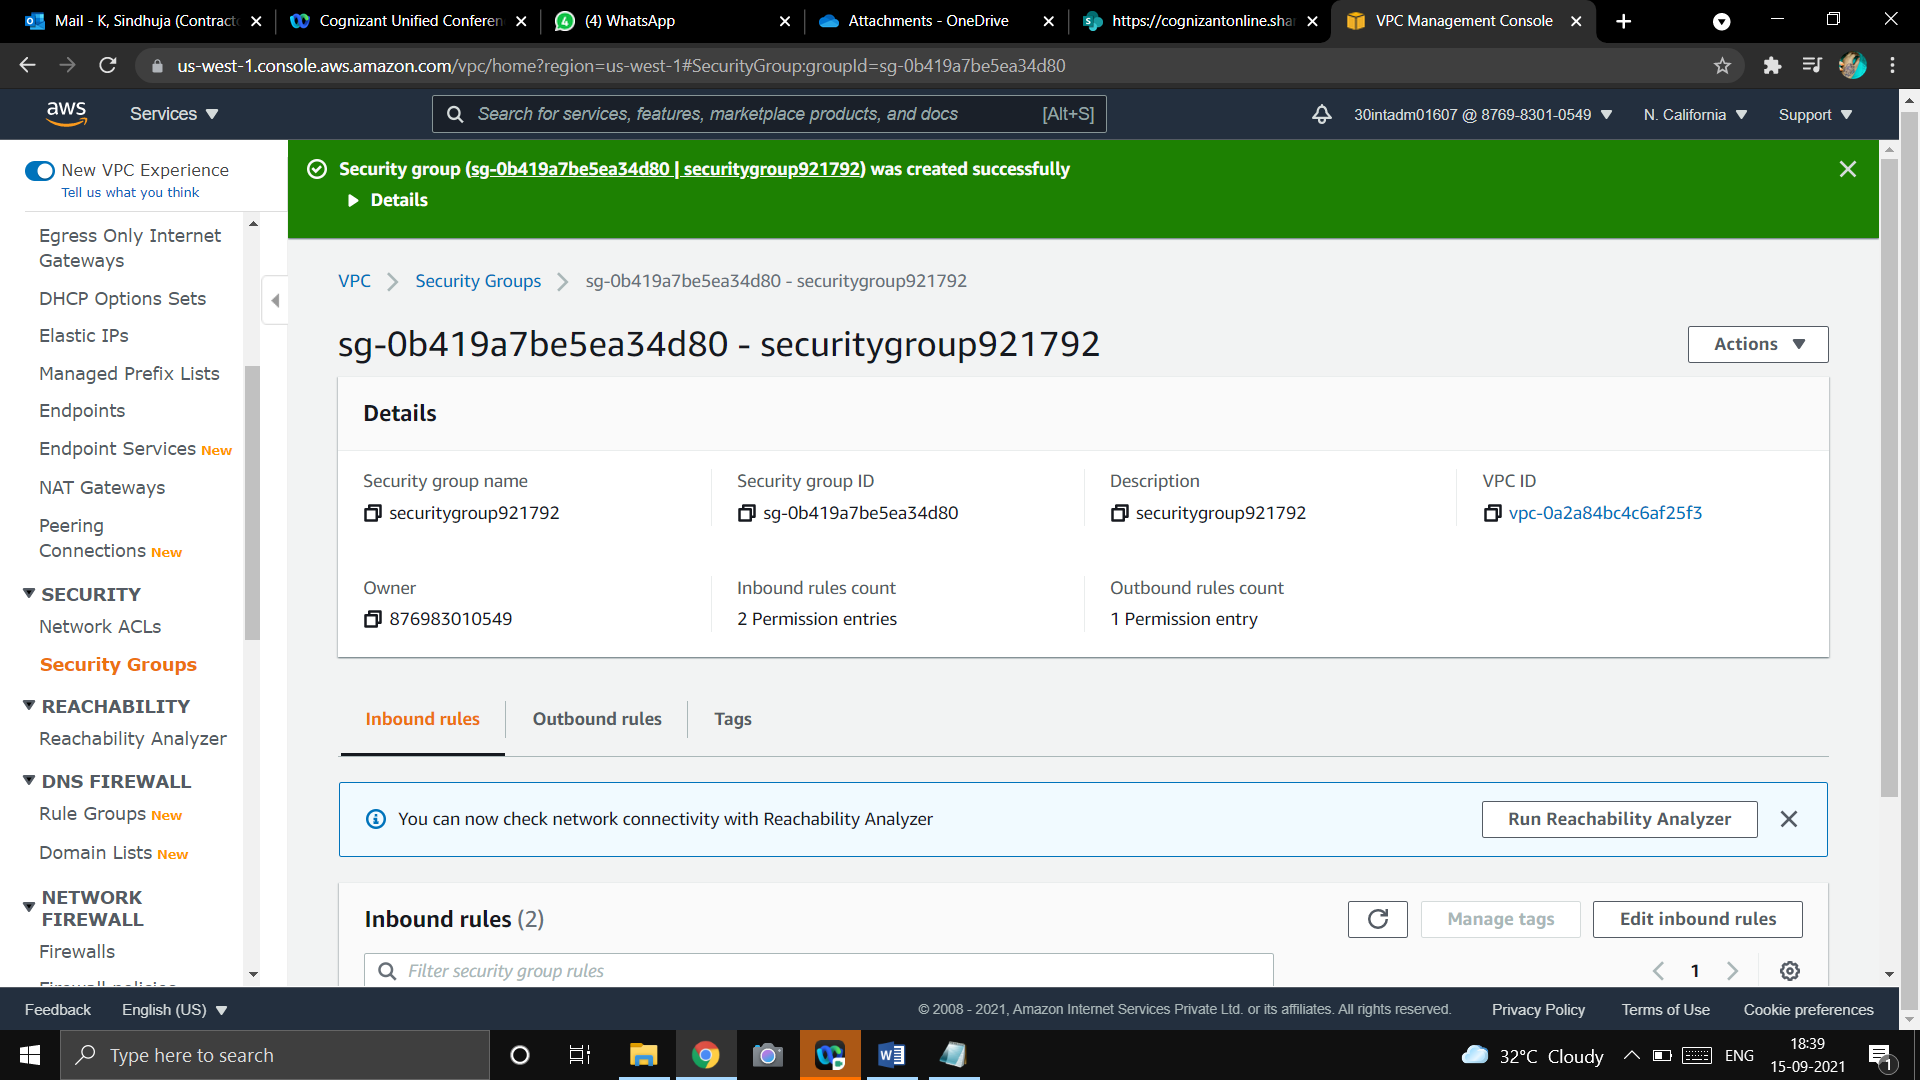 Mail - K, Sindhuja (Contract
Cognizant Unified Conferen
(4) WhatsApp
Attachments - OneDrive
https://cognizantonline.sha
VPC Management Console
us-west-1.console.aws.amazon.com/vpc/home?region=us-west-1#SecurityGroup:groupId=sg-0b419a7be5ea34d80
aws
Services
Search for services, features, marketplace products, and docs [Alt+S]
30intadm01607 @ 8769-8301-0549
N. California
Support
New VPC Experience
Tell us what you think
Egress Only Internet
Gateways
DHCP Options Sets
Elastic IPs
Managed Prefix Lists
Endpoints
Endpoint Services New
NAT Gateways
Peering
Connections New
SECURITY
Network ACLs
Security Groups
REACHABILITY
Reachability Analyzer
DNS FIREWALL
Rule Groups New
Domain Lists New
NETWORK
FIREWALL
Firewalls
Firewall policies
Security group (sg-0b419a7be5ea34d80 | securitygroup921792) was created successfully
Details
VPC
Security Groups
sg-0b419a7be5ea34d80 - securitygroup921792
sg-0b419a7be5ea34d80 - securitygroup921792
Actions
Details
Security group name
securitygroup921792
Security group ID
sg-0b419a7be5ea34d80
Description
securitygroup921792
VPC ID
vpc-0a2a84bc4c6af25f3
Owner
876983010549
Inbound rules count
2 Permission entries
Outbound rules count
1 Permission entry
Inbound rules
Outbound rules
Tags
You can now check network connectivity with Reachability Analyzer
Run Reachability Analyzer
Inbound rules (2)
Manage tags
Edit inbound rules
Filter security group rules
1
Feedback
English (US)
© 2008 - 2021, Amazon Internet Services Private Ltd. or its affiliates. All rights reserved.
Privacy Policy
Terms of Use
Cookie preferences
Type here to search
32°C Cloudy
ENG
18:39
15-09-2021
1